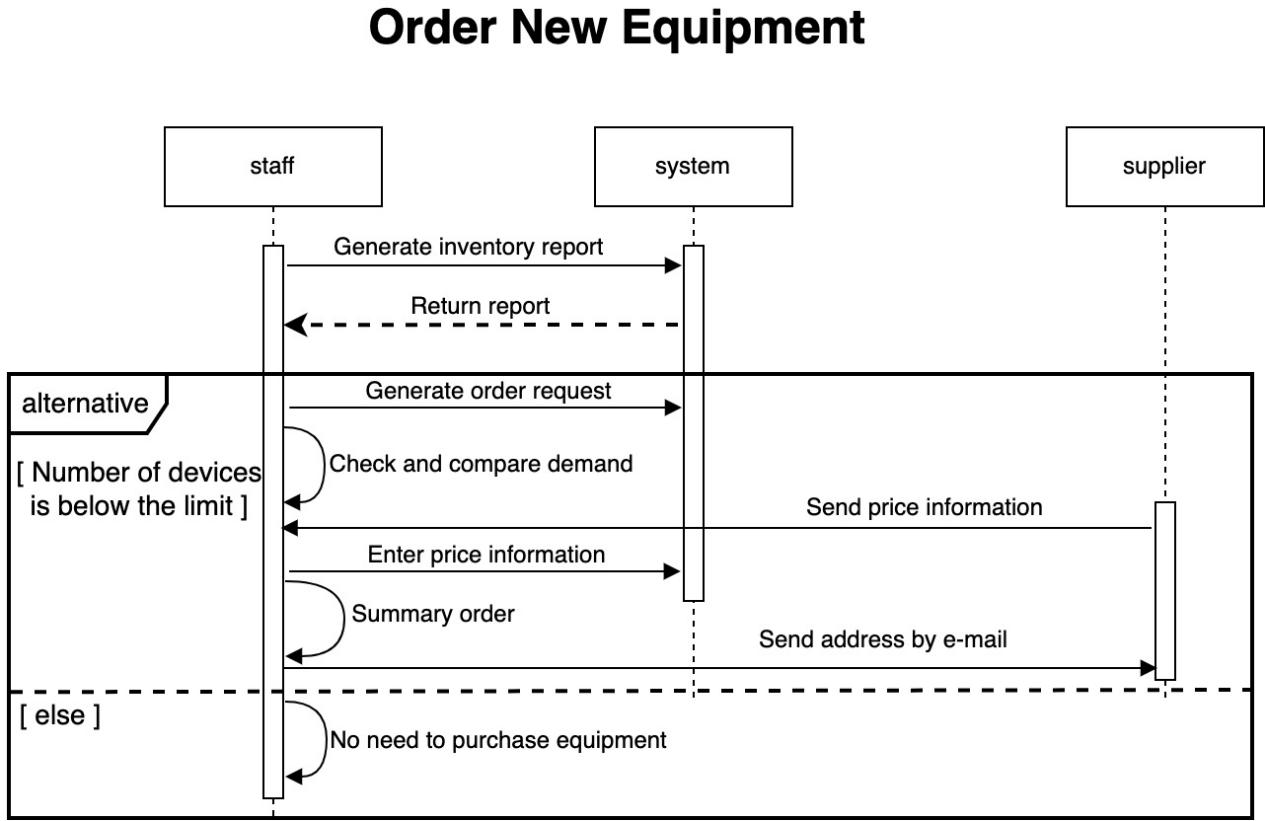 Order New Equipment
staff
system
supplier
Generate inventory report
Return report
alternative
Generate order request
[ Number of devices
is below the limit ]
Check and compare demand
Send price information
Enter price information
Summary order
Send address by e-mail
[ else ]
No need to purchase equipment